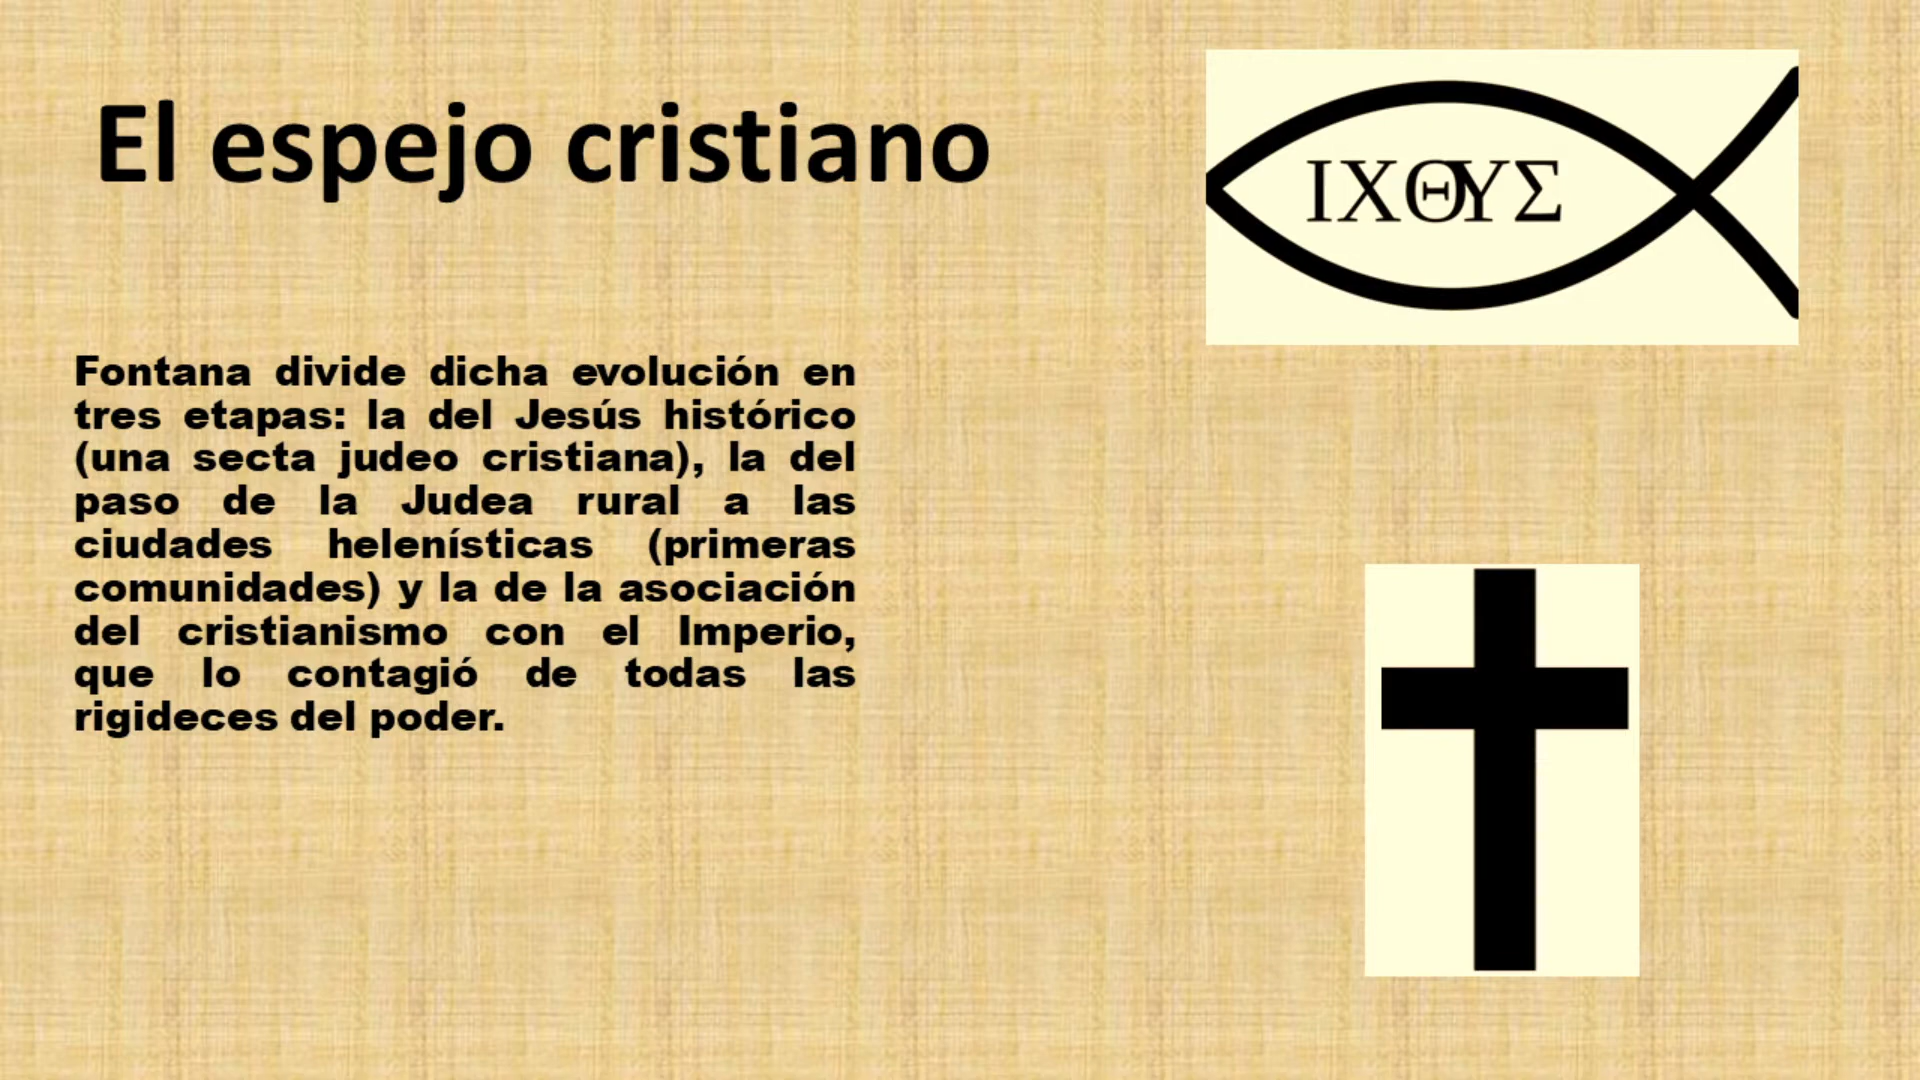 El espejo cristiano
ΙΧΘΥΣ
Fontana divide dicha evolución en
tres etapas: la del Jesús histórico
(una secta judeo cristiana), la del
paso de la Judea rural a las
ciudades helenísticas (primeras
comunidades) y la de la asociación
del cristianismo con el Imperio,
que lo contagió de todas las
rigideces del poder.